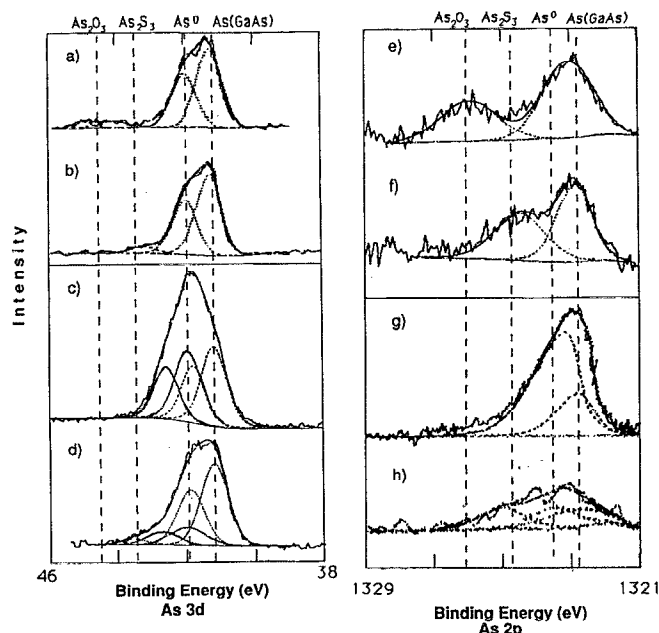 As₂O₃ As₂S₃ As⁰ As(GaAs)
a)
b)
c)
d)
Intensity
46 38
Binding Energy (eV)
As 3d
As₂O₃ As₂S₃ As⁰ As(GaAs)
e)
f)
g)
h)
1329 1321
Binding Energy (eV)
As 2p